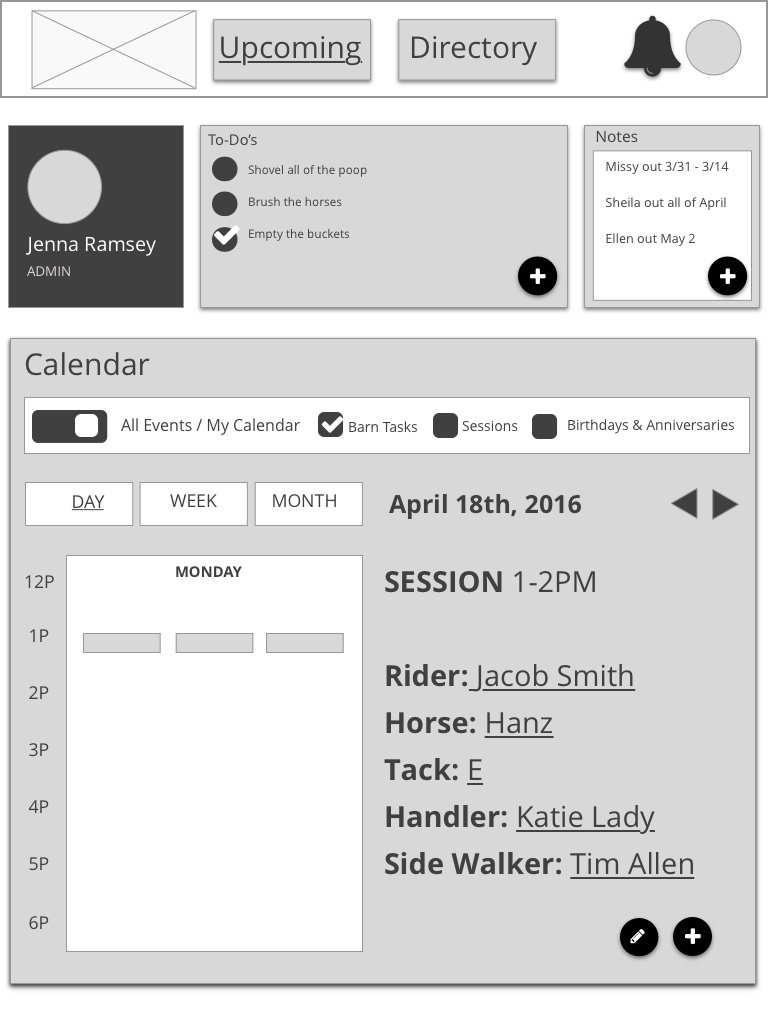 Upcoming
Directory
Jenna Ramsey
ADMIN
To-Do’s
Shovel all of the poop
Brush the horses
Empty the buckets
Notes
Missy out 3/31 - 3/14
Sheila out all of April
Ellen out May 2
Calendar
All Events / My Calendar
Barn Tasks
Sessions
Birthdays & Anniversaries
DAY
WEEK
MONTH
April 18th, 2016
MONDAY
12P
1P
2P
3P
4P
5P
6P
SESSION 1-2PM
Rider: Jacob Smith
Horse: Hanz
Tack: E
Handler: Katie Lady
Side Walker: Tim Allen